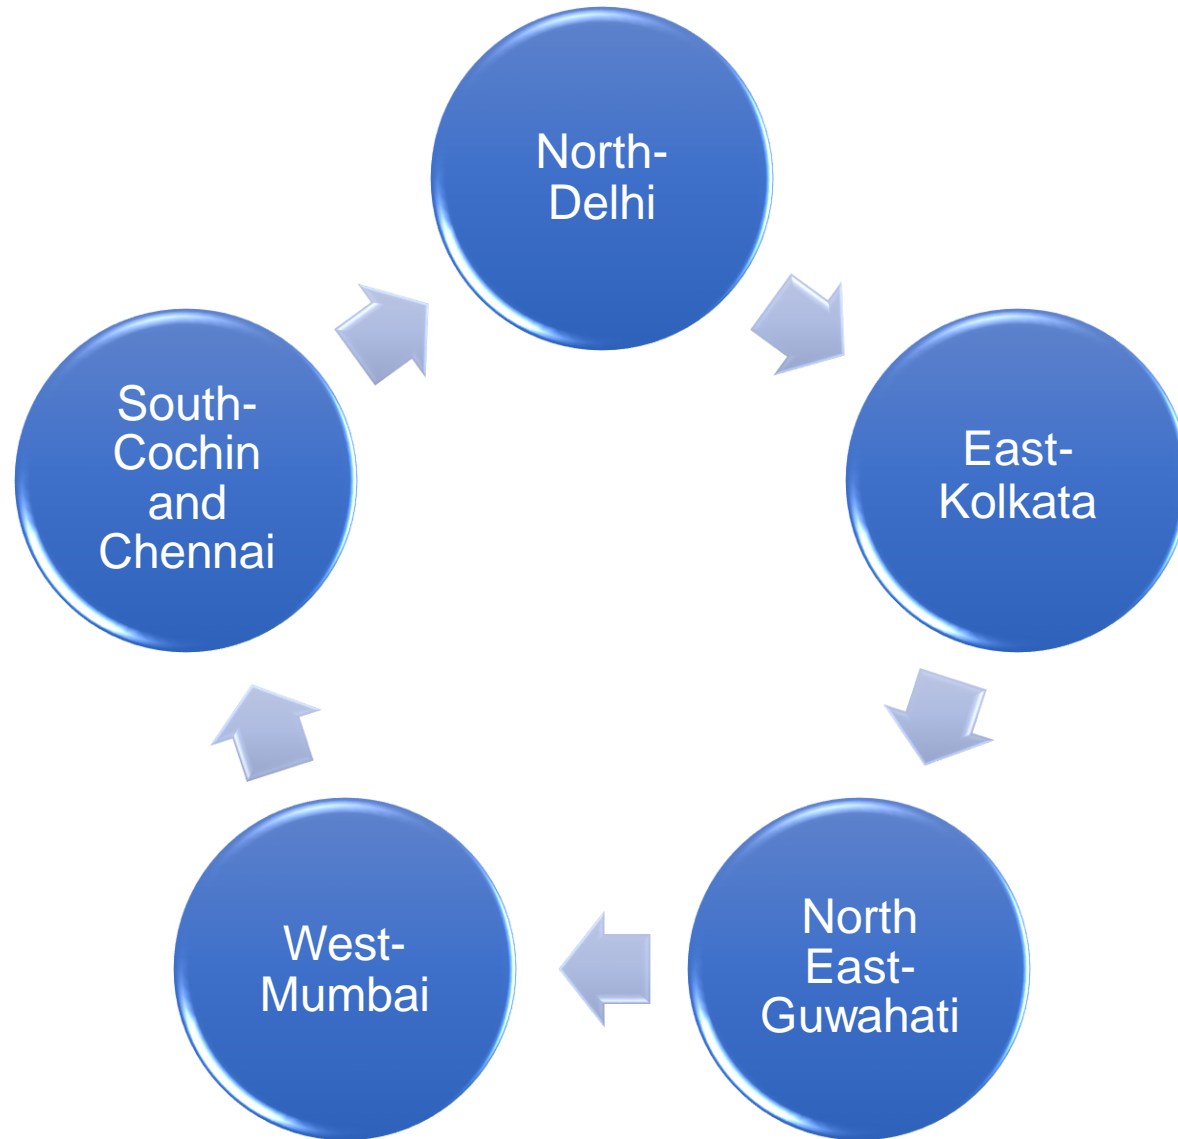 North-
Delhi
East-
Kolkata
North
East-
Guwahati
West-
Mumbai
South-
Cochin
and
Chennai